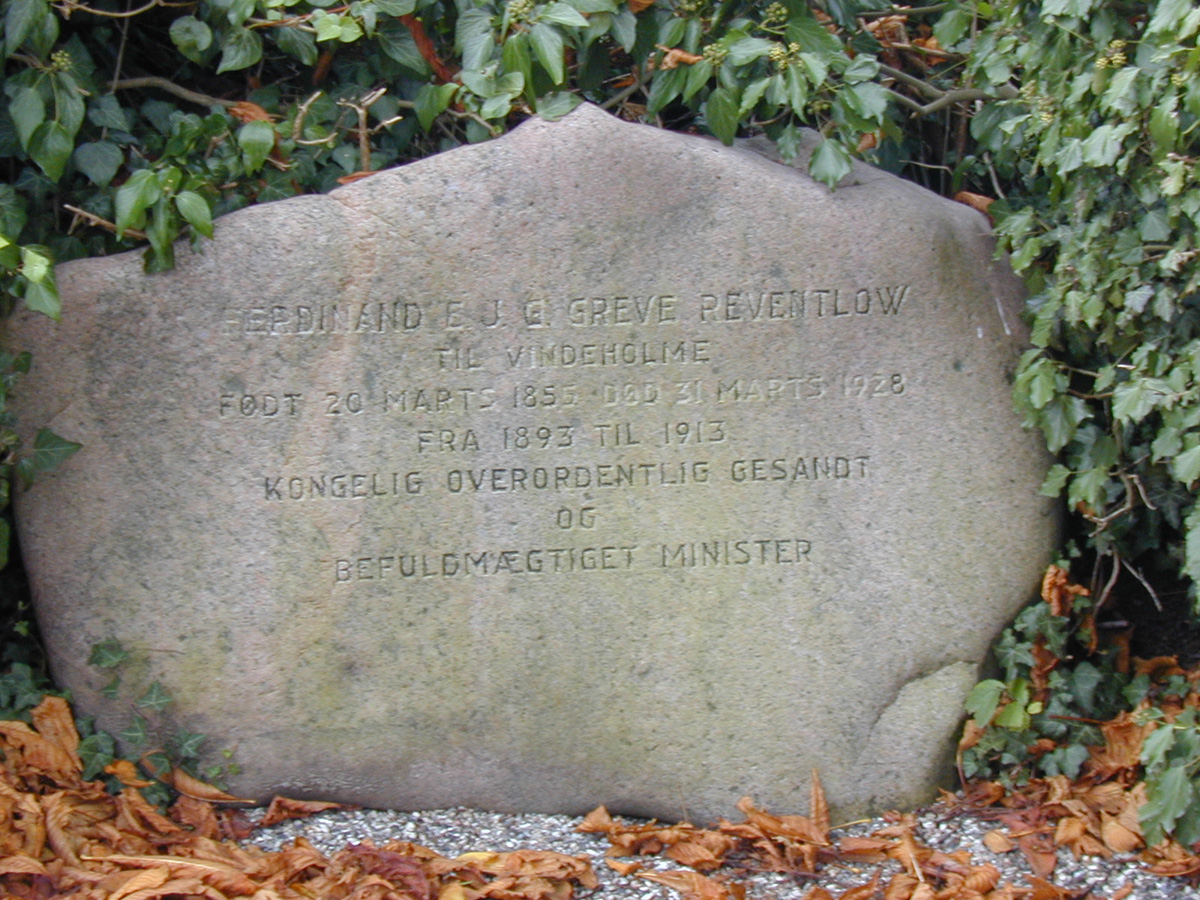 FERDINAND E. J. G. GREVE REVENTLOW
TIL VINDEHOLME
FØDT 20 MARTS 1855 DØD 31 MARTS 1928
FRA 1893 TIL 1913
KONGELIG OVERORDENTLIG GESANDT
OG
BEFULDMÆGTIGET MINISTER